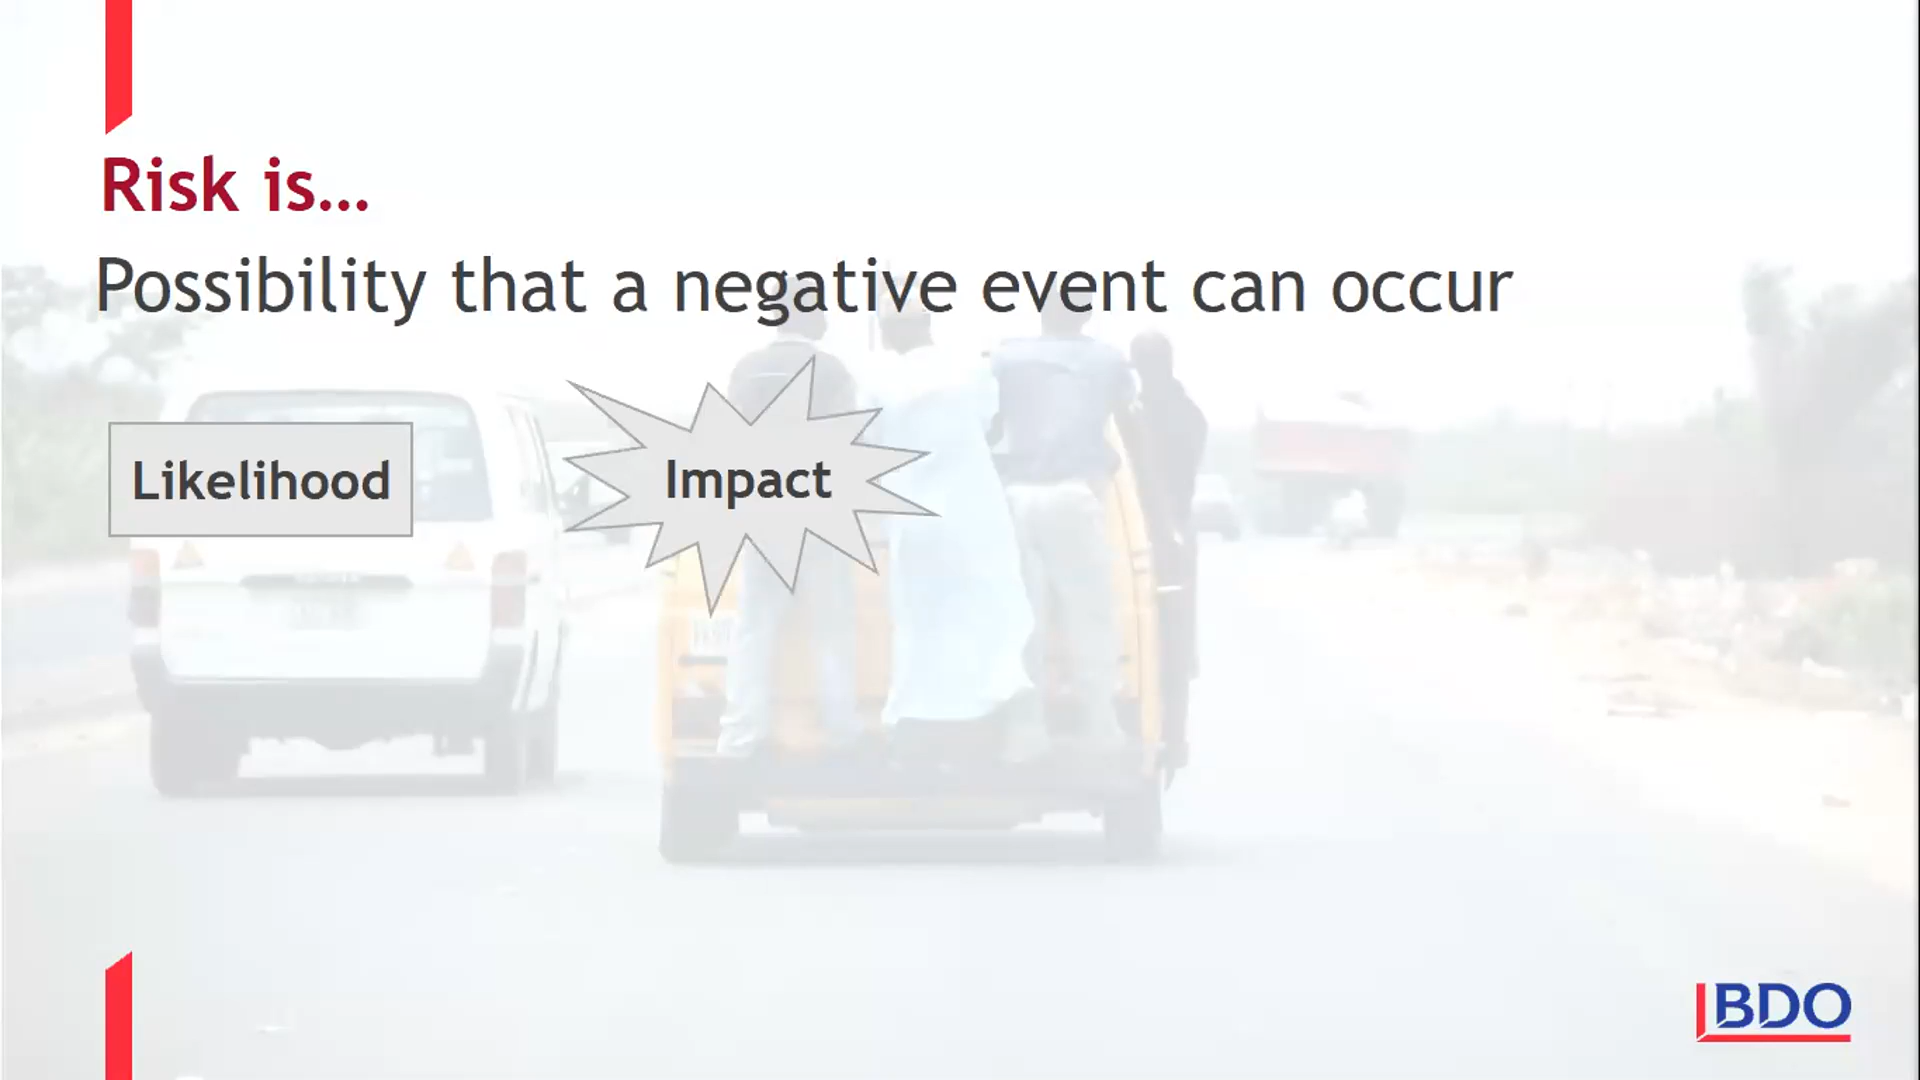 Risk is...
Possibility that a negative event can occur
Likelihood
Impact
BDO